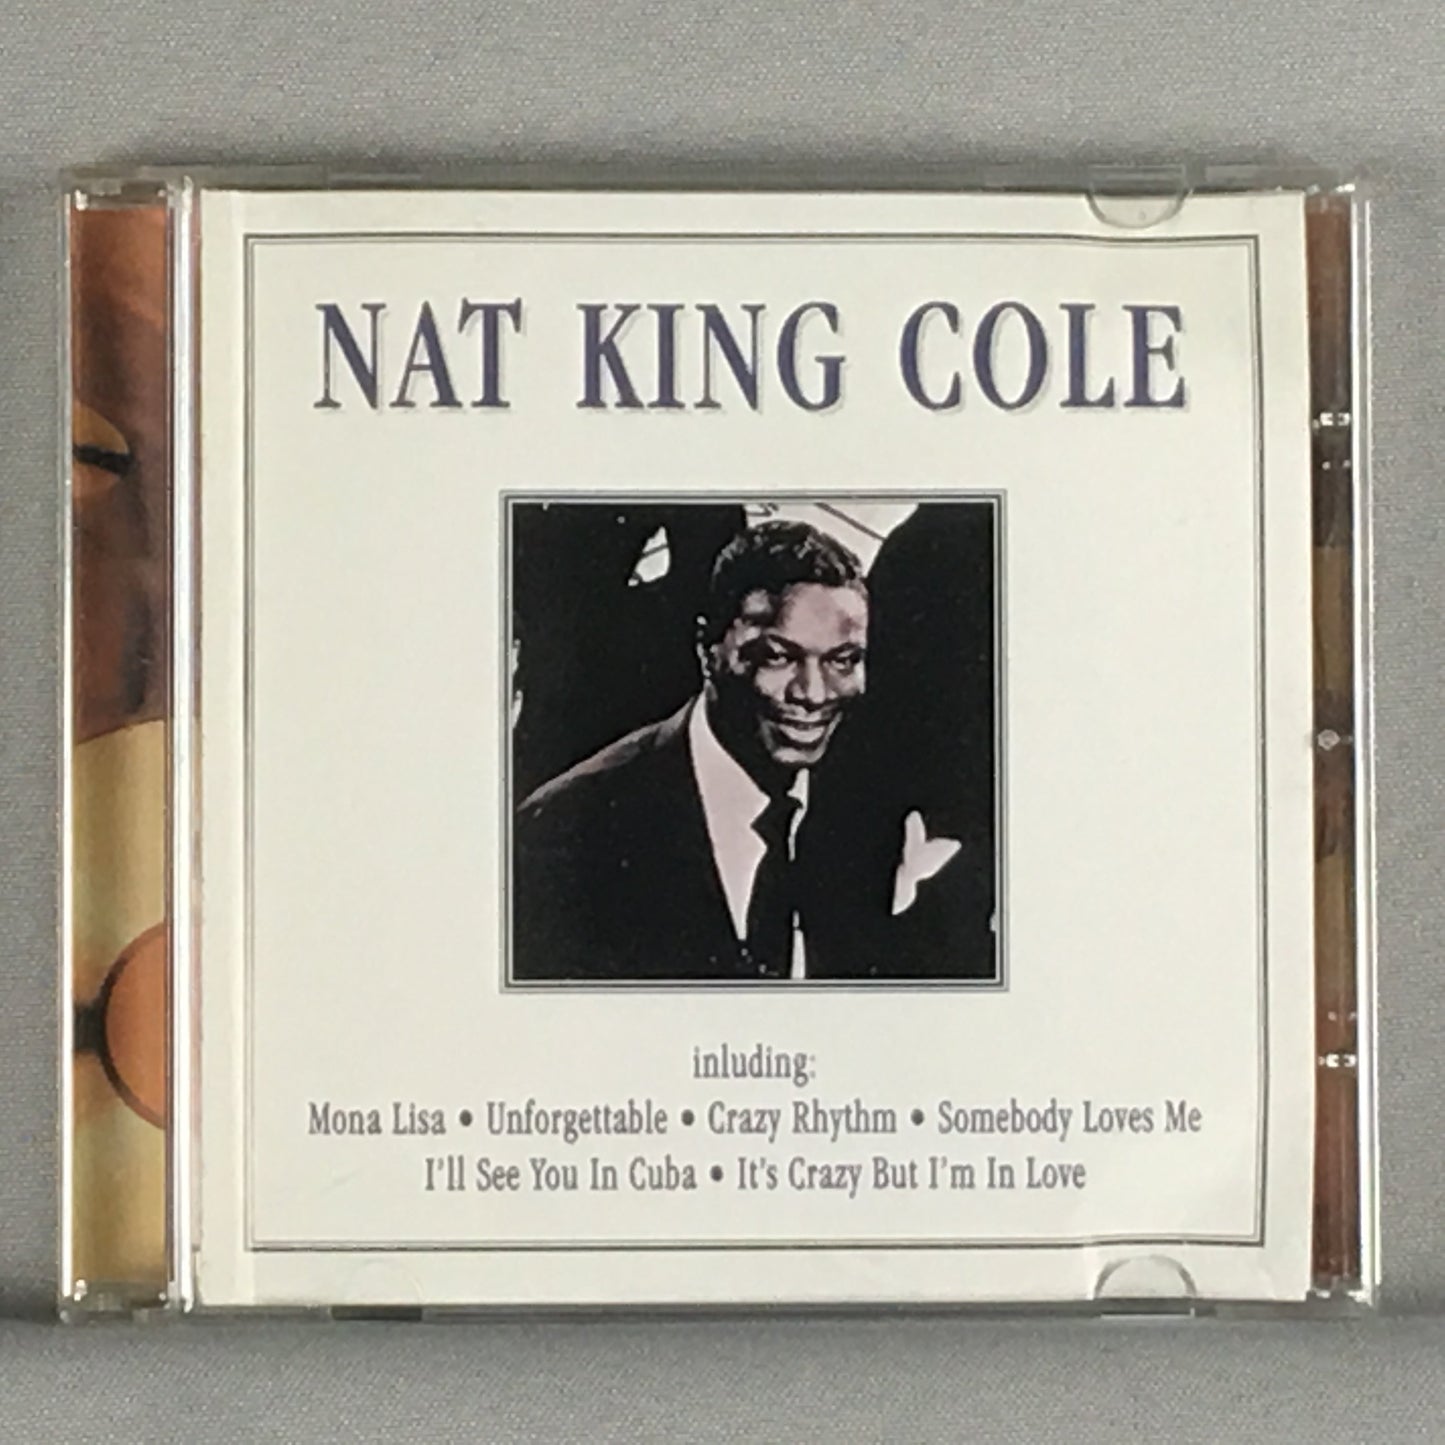 NAT KING COLE
inluding:
Mona Lisa • Unforgettable • Crazy Rhythm • Somebody Loves Me
I'll See You In Cuba • It's Crazy But I'm In Love